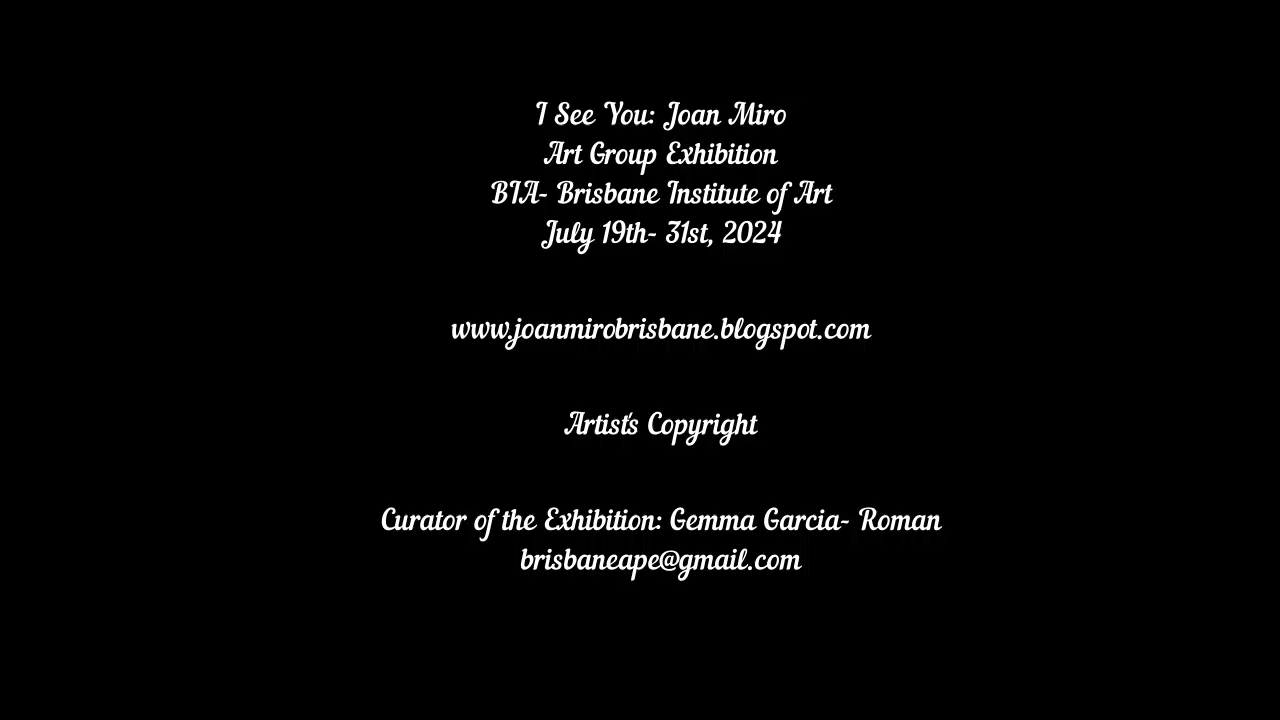 I See You: Joan Miro
Art Group Exhibition
BIA- Brisbane Institute of Art
July 19th- 31st, 2024
www.joanmirobrisbane.blogspot.com
Artist's Copyright
Curator of the Exhibition: Gemma Garcia- Roman
brisbaneape@gmail.com